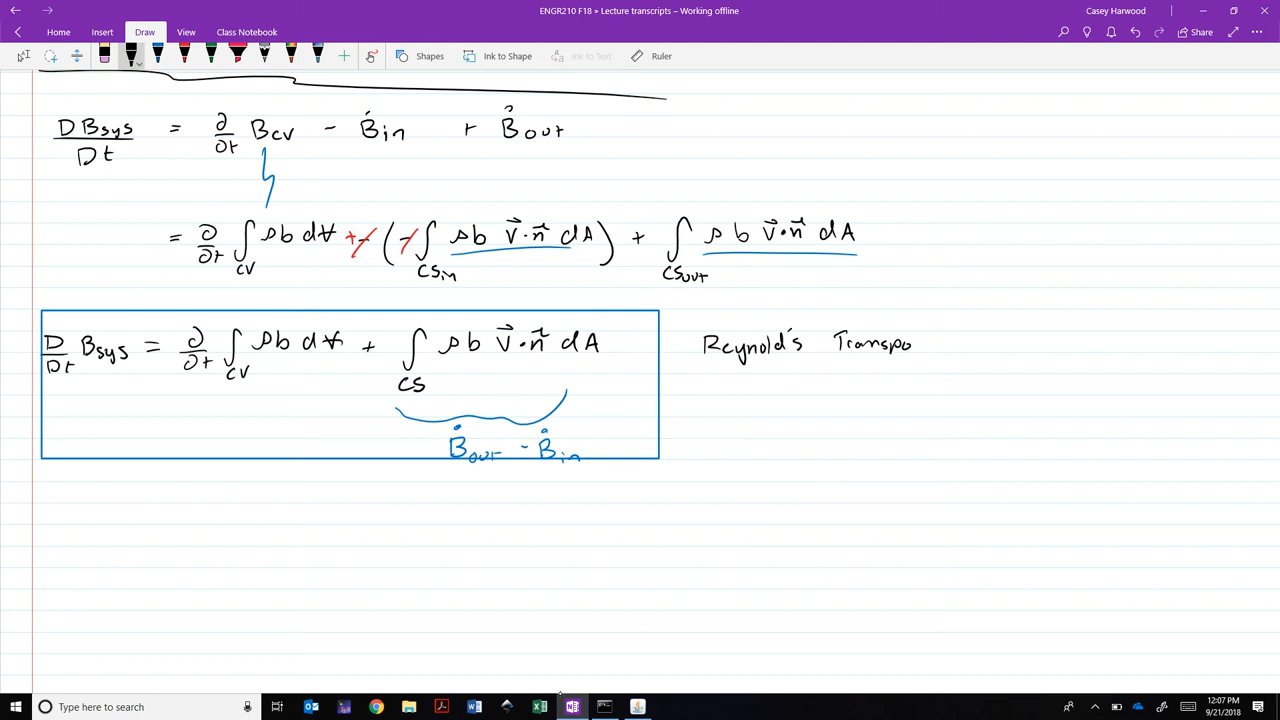 ENGR210 F18 » Lecture transcripts – Working offline
Casey Harwood
Home Insert Draw View Class Notebook
Share
Shapes Ink to Shape Ink to Text Ruler
DBsys/Dt = ∂/∂t Bcv - Ḃin + Ḃout
= ∂/∂t ∫CV ρb dV +- (-∫CSin ρb V⃗·n⃗ dA) + ∫CSout ρb V⃗·n⃗ dA
D/Dt Bsys = ∂/∂t ∫CV ρb dV + ∫CS ρb V⃗·n⃗ dA
Reynold's Transpo
Ḃout - Ḃin
Type here to search
12:07 PM
9/21/2018